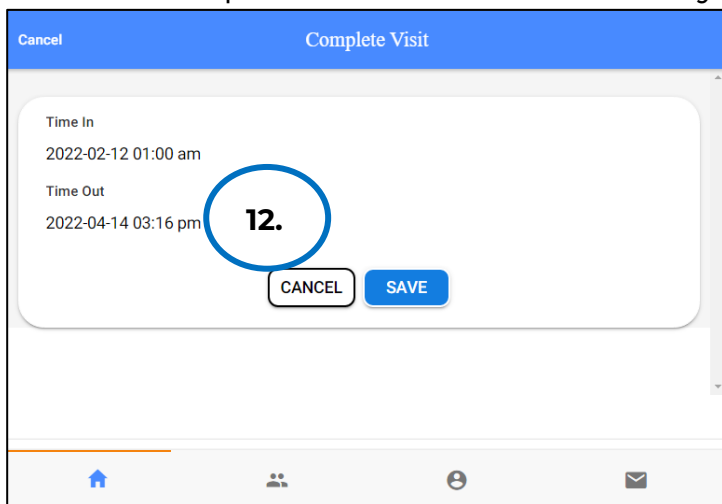 Cancel Complete Visit
Time In
2022-02-12 01:00 am
Time Out
2022-04-14 03:16 pm
12.
CANCEL SAVE